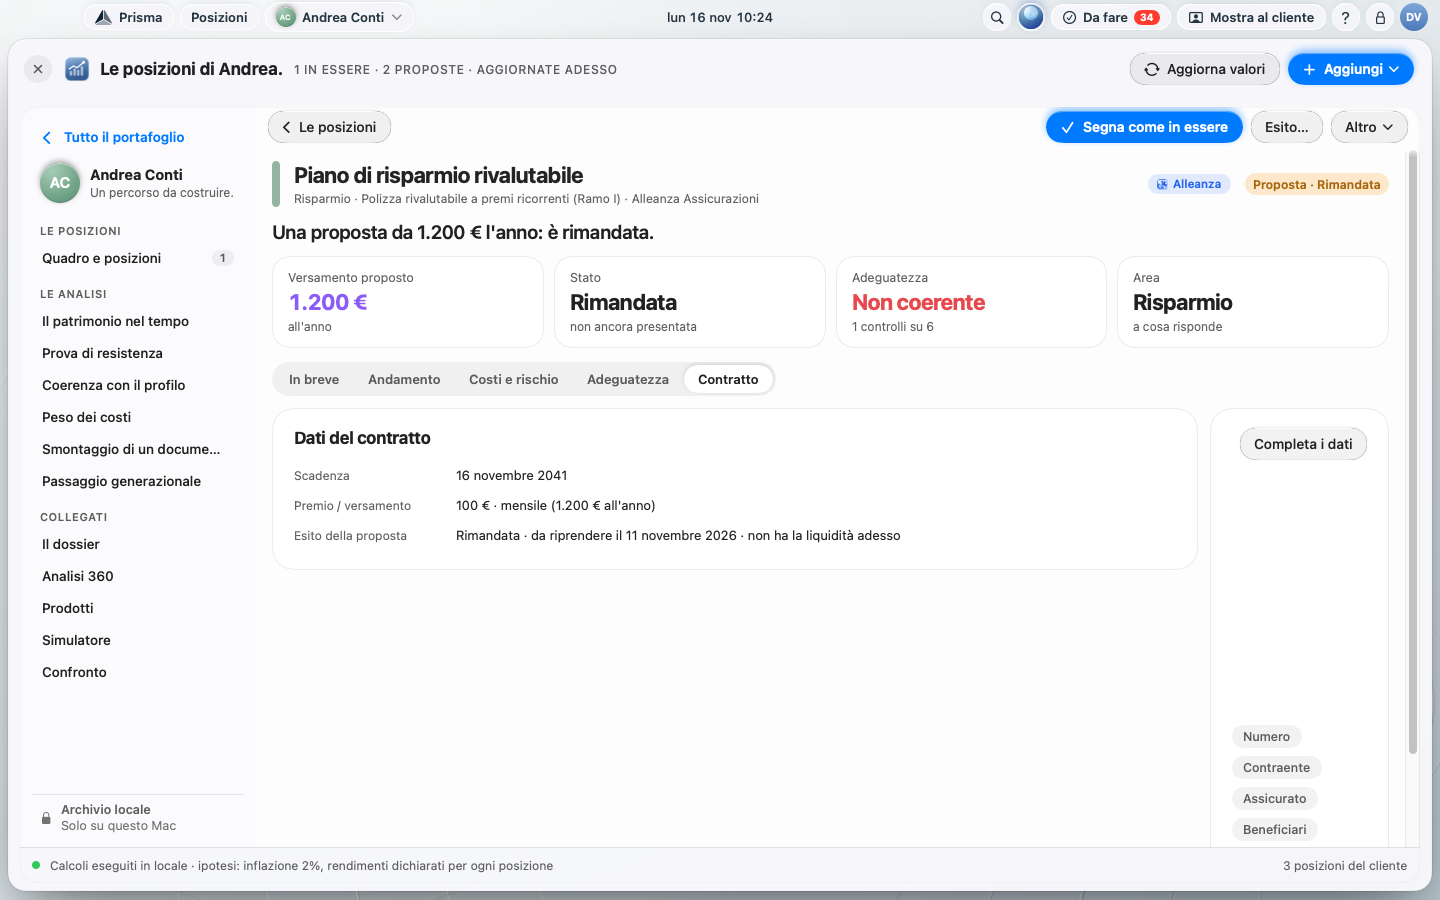 Prisma
Posizioni
AC Andrea Conti
lun 16 nov 10:24
Da fare 34
Mostra al cliente
?
DV
Le posizioni di Andrea.
1 IN ESSERE · 2 PROPOSTE · AGGIORNATE ADESSO
Aggiorna valori
+ Aggiungi
Tutto il portafoglio
AC
Andrea Conti
Un percorso da costruire.
LE POSIZIONI
Quadro e posizioni 1
LE ANALISI
Il patrimonio nel tempo
Prova di resistenza
Coerenza con il profilo
Peso dei costi
Smontaggio di un docume...
Passaggio generazionale
COLLEGATI
Il dossier
Analisi 360
Prodotti
Simulatore
Confronto
Archivio locale
Solo su questo Mac
Le posizioni
Segna come in essere
Esito...
Altro
Piano di risparmio rivalutabile
Risparmio · Polizza rivalutabile a premi ricorrenti (Ramo I) · Alleanza Assicurazioni
Alleanza
Proposta · Rimandata
Una proposta da 1.200 € l'anno: è rimandata.
Versamento proposto
1.200 €
all'anno
Stato
Rimandata
non ancora presentata
Adeguatezza
Non coerente
1 controlli su 6
Area
Risparmio
a cosa risponde
In breve
Andamento
Costi e rischio
Adeguatezza
Contratto
Dati del contratto
Scadenza 16 novembre 2041
Premio / versamento 100 € · mensile (1.200 € all'anno)
Esito della proposta Rimandata · da riprendere il 11 novembre 2026 · non ha la liquidità adesso
Completa i dati
Numero
Contraente
Assicurato
Beneficiari
Calcoli eseguiti in locale · ipotesi: inflazione 2%, rendimenti dichiarati per ogni posizione
3 posizioni del cliente